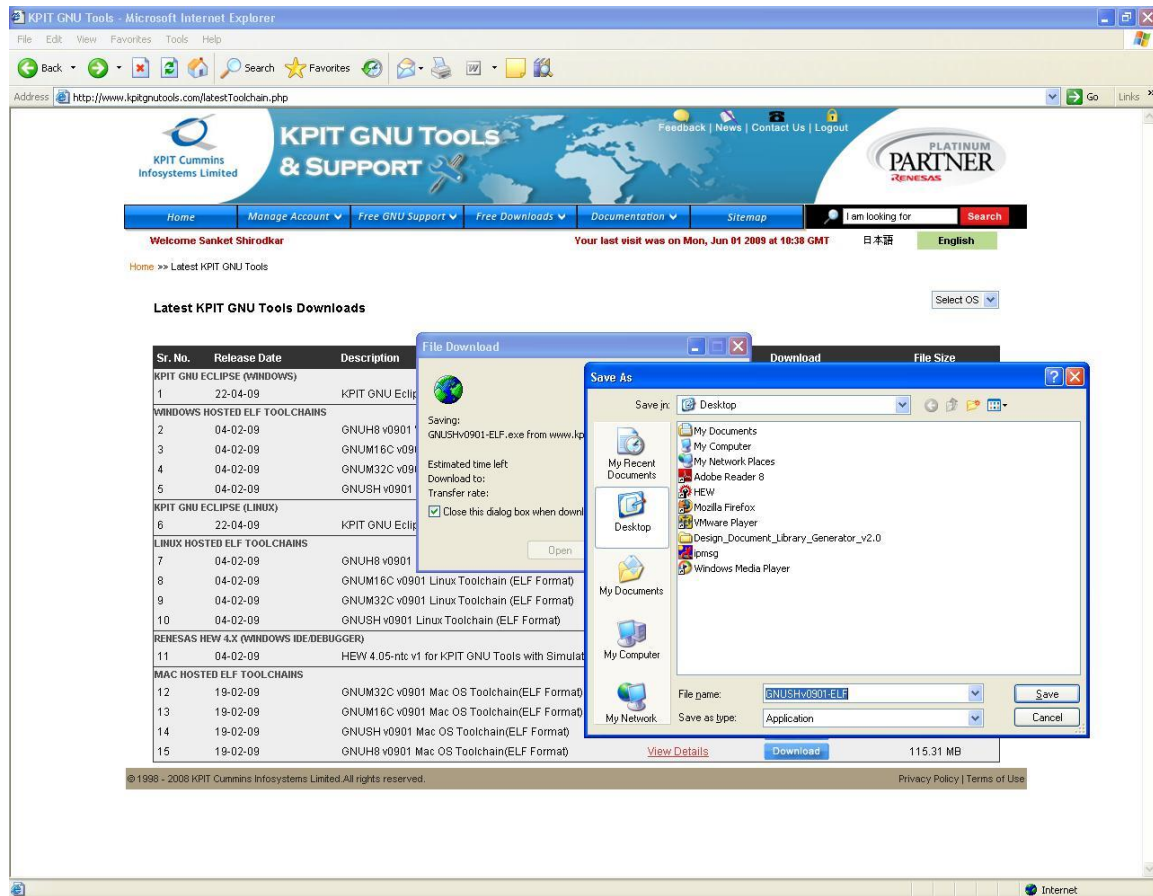 KPIT GNU Tools - Microsoft Internet Explorer
File Edit View Favorites Tools Help
Back Search Favorites
Address http://www.kpitgnutools.com/latestToolchain.php Go Links »
KPIT Cummins
Infosystems Limited
KPIT GNU TOOLS
& SUPPORT
Feedback | News | Contact Us | Logout
PLATINUM
PARTNER
RENESAS
Home Manage Account Free GNU Support Free Downloads Documentation Sitemap I am looking for Search
Welcome Sanket Shirodkar Your last visit was on Mon, Jun 01 2009 at 10:38 GMT 日本語 English
Home >> Latest KPIT GNU Tools
Latest KPIT GNU Tools Downloads Select OS
Sr. No. Release Date Description Download File Size
KPIT GNU ECLIPSE (WINDOWS)
1 22-04-09 KPIT GNU Eclip
WINDOWS HOSTED ELF TOOLCHAINS
2 04-02-09 GNUH8 v0901
3 04-02-09 GNUM16C v090
4 04-02-09 GNUM32C v090
5 04-02-09 GNUSH v0901
KPIT GNU ECLIPSE (LINUX)
6 22-04-09 KPIT GNU Eclip
LINUX HOSTED ELF TOOLCHAINS
7 04-02-09 GNUH8 v0901
8 04-02-09 GNUM16C v0901 Linux Toolchain (ELF Format)
9 04-02-09 GNUM32C v0901 Linux Toolchain (ELF Format)
10 04-02-09 GNUSH v0901 Linux Toolchain (ELF Format)
RENESAS HEW 4.X (WINDOWS IDE/DEBUGGER)
11 04-02-09 HEW 4.05-ntc v1 for KPIT GNU Tools with Simulat
MAC HOSTED ELF TOOLCHAINS
12 19-02-09 GNUM32C v0901 Mac OS Toolchain(ELF Format)
13 19-02-09 GNUM16C v0901 Mac OS Toolchain(ELF Format)
14 19-02-09 GNUSH v0901 Mac OS Toolchain(ELF Format)
15 19-02-09 GNUH8 v0901 Mac OS Toolchain(ELF Format) View Details Download 115.31 MB
© 1998 - 2008 KPIT Cummins Infosystems Limited.All rights reserved. Privacy Policy | Terms of Use
File Download
Saving:
GNUSHv0901-ELF.exe from www.kp
Estimated time left
Download to:
Transfer rate:
Close this dialog box when downl
Open
Save As
Save in: Desktop
My Recent
Documents
Desktop
My Documents
My Computer
My Network
My Documents
My Computer
My Network Places
Adobe Reader 8
HEW
Mozilla Firefox
VMware Player
Design_Document_Library_Generator_v2.0
ipmsg
Windows Media Player
File name: GNUSHv0901-ELF Save
Save as type: Application Cancel
Internet